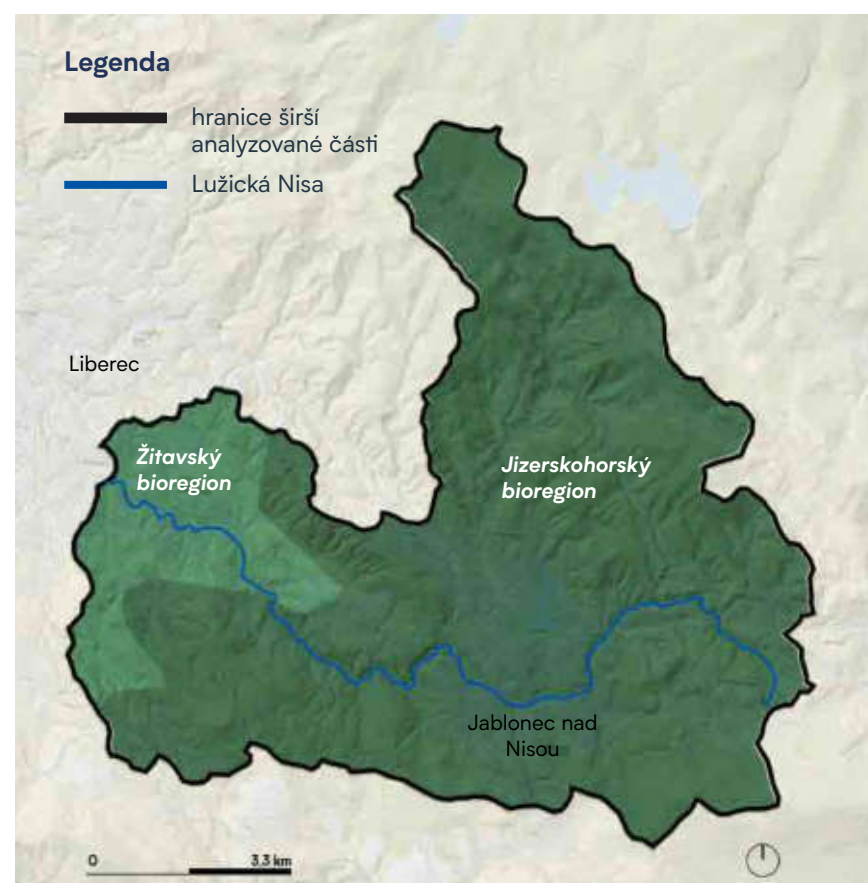 Legenda
hranice širší
analyzované části
Lužická Nisa
Liberec
Žitavský
bioregion
Jizerskohorský
bioregion
Jablonec nad
Nisou
0
3,3 km